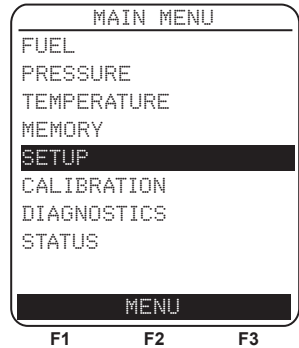 MAIN MENU
FUEL
PRESSURE
TEMPERATURE
MEMORY
SETUP
CALIBRATION
DIAGNOSTICS
STATUS
MENU
F1 F2 F3